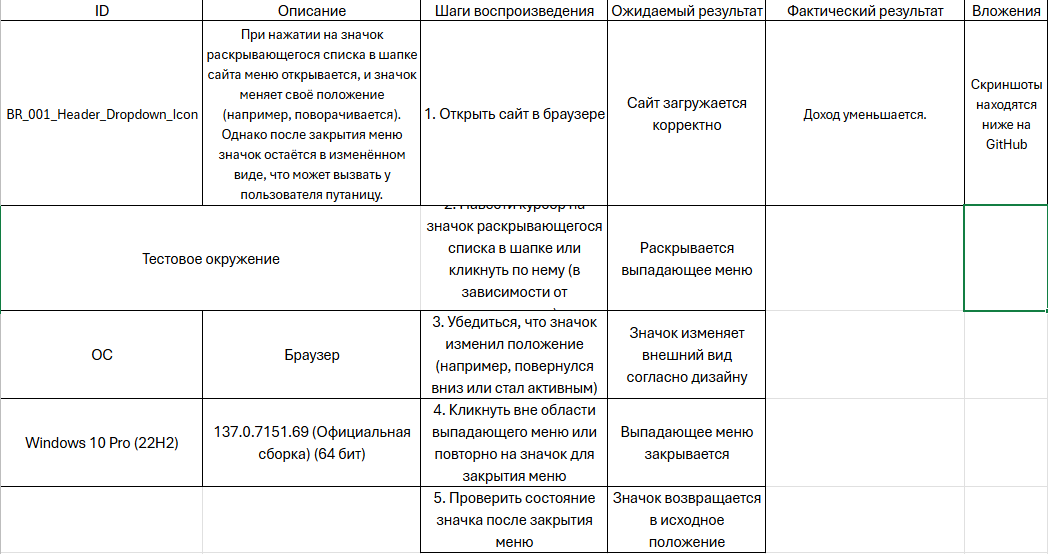 ID
Описание
Шаги воспроизведения
Ожидаемый результат
Фактический результат
Вложения
BR_001_Header_Dropdown_Icon
При нажатии на значок
раскрывающегося списка в шапке
сайта меню открывается, и значок
меняет своё положение
(например, поворачивается).
Однако после закрытия меню
значок остаётся в изменённом
виде, что может вызвать у
пользователя путаницу.
1. Открыть сайт в браузере
Сайт загружается
корректно
Доход уменьшается.
Скриншоты
находятся
ниже на
GitHub
Тестовое окружение
2. Навести курсор на
значок раскрывающегося
списка в шапке или
кликнуть по нему (в
зависимости от
Раскрывается
выпадающее меню
ОС
Браузер
3. Убедиться, что значок
изменил положение
(например, повернулся
вниз или стал активным)
Значок изменяет
внешний вид
согласно дизайну
Windows 10 Pro (22H2)
137.0.7151.69 (Официальная
сборка) (64 бит)
4. Кликнуть вне области
выпадающего меню или
повторно на значок для
закрытия меню
Выпадающее меню
закрывается
5. Проверить состояние
значка после закрытия
меню
Значок возвращается
в исходное
положение